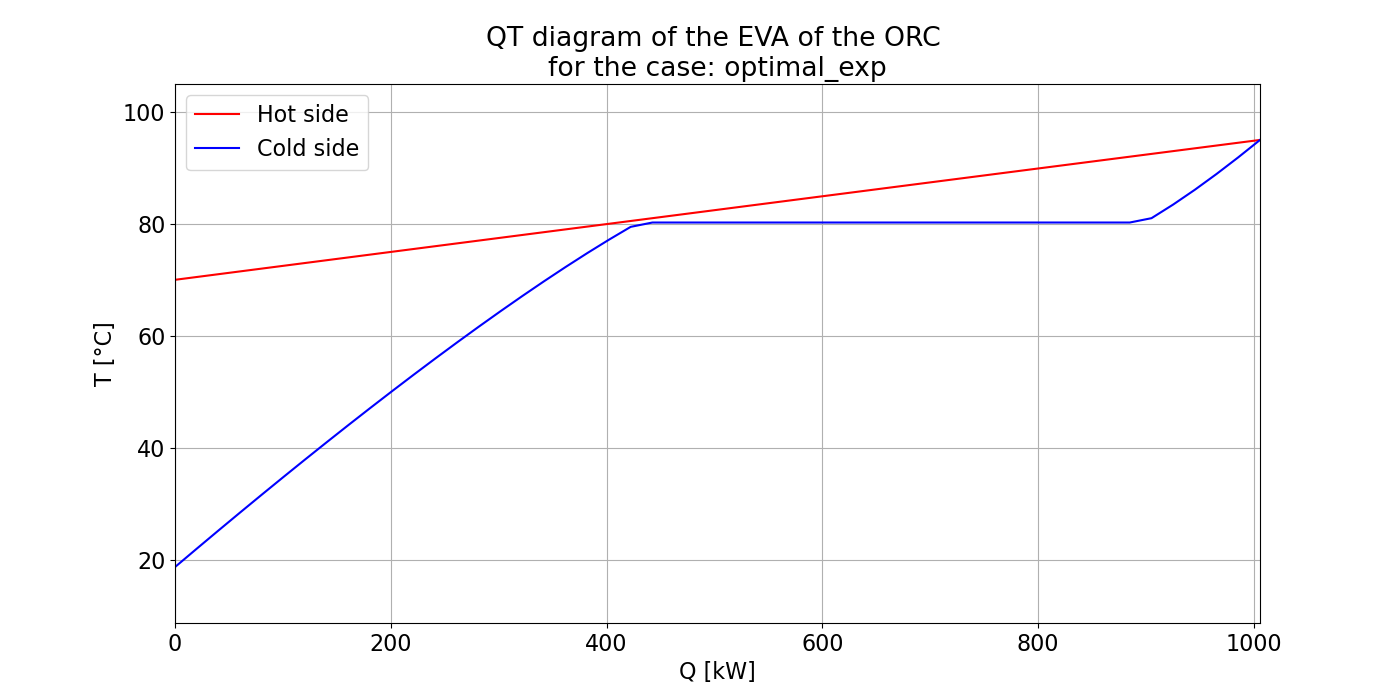 QT diagram of the EVA of the ORC
for the case: optimal_exp
Hot side
Cold side
100
80
60
40
20
T [°C]
0 200 400 600 800 1000
Q [kW]